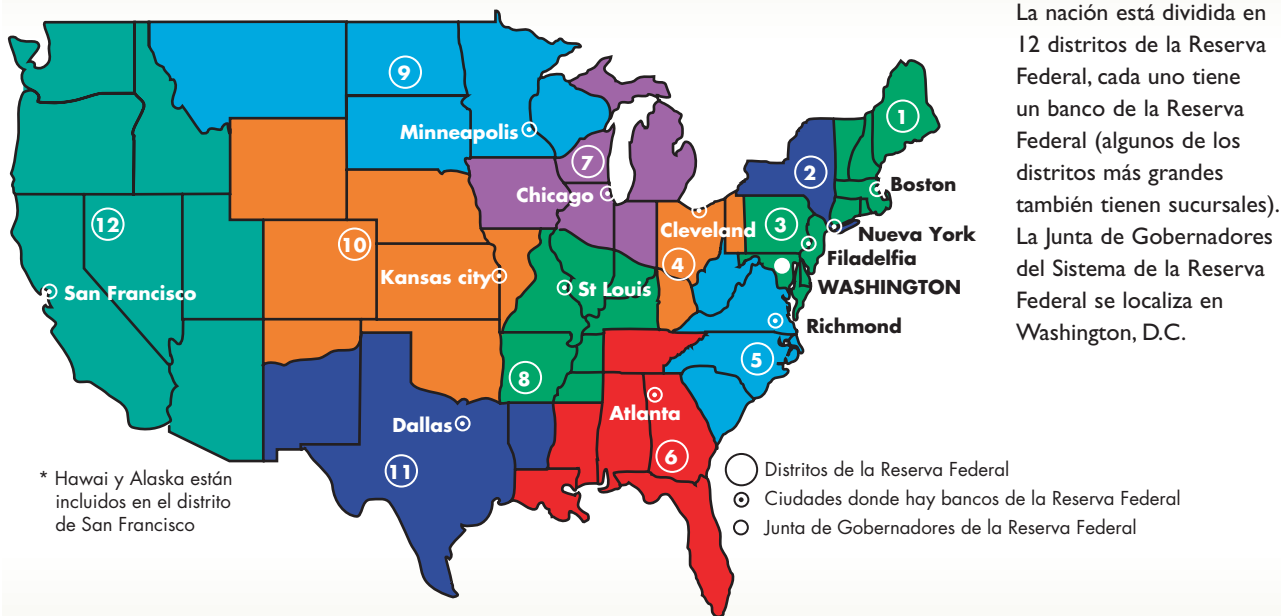 La nación está dividida en
12 distritos de la Reserva
Federal, cada uno tiene
un banco de la Reserva
Federal (algunos de los
distritos más grandes
también tienen sucursales).
La Junta de Gobernadores
del Sistema de la Reserva
Federal se localiza en
Washington, D.C.
9
Minneapolis
1
7
2
Chicago
Boston
12
3
10
Cleveland
Nueva York
4
Filadelfia
Kansas city
San Francisco
St Louis
WASHINGTON
Richmond
5
8
Atlanta
Dallas
6
11
* Hawai y Alaska están
incluidos en el distrito
de San Francisco
Distritos de la Reserva Federal
Ciudades donde hay bancos de la Reserva Federal
Junta de Gobernadores de la Reserva Federal